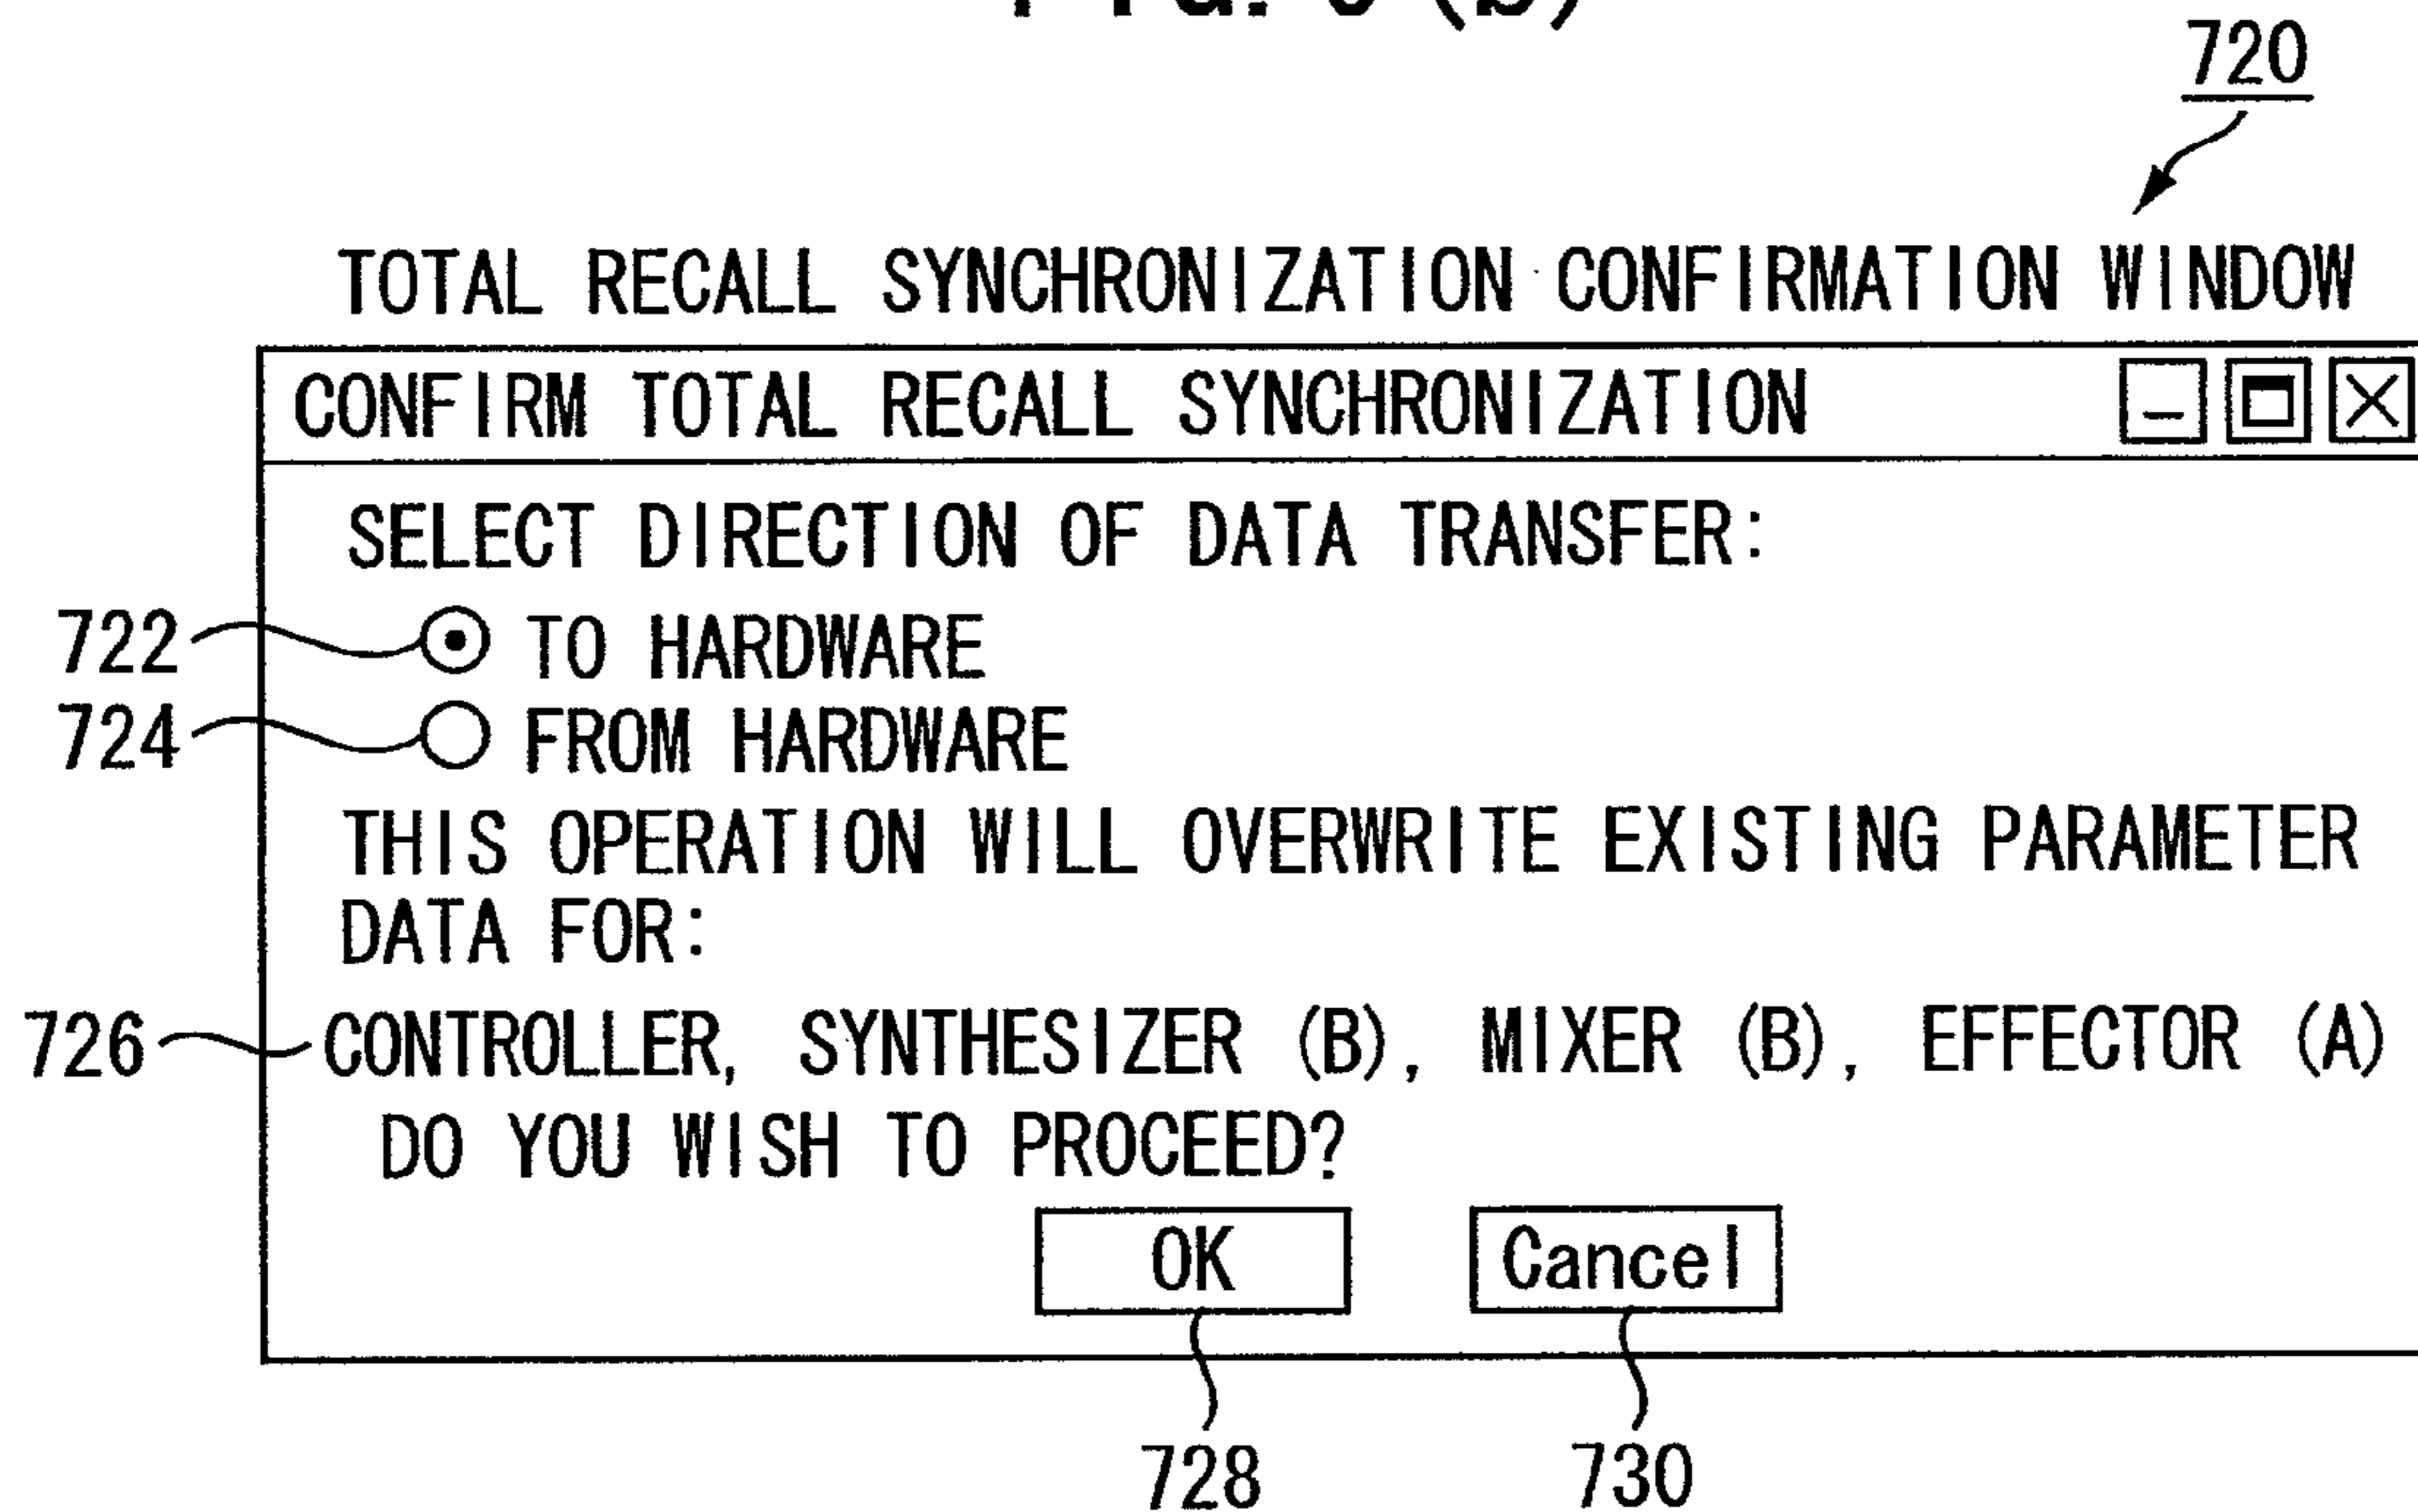 (b)
720
TOTAL RECALL SYNCHRONIZATION CONFIRMATION WINDOW
CONFIRM TOTAL RECALL SYNCHRONIZATION
SELECT DIRECTION OF DATA TRANSFER:
722 TO HARDWARE
724 FROM HARDWARE
THIS OPERATION WILL OVERWRITE EXISTING PARAMETER
DATA FOR:
726 CONTROLLER, SYNTHESIZER (B), MIXER (B), EFFECTOR (A)
DO YOU WISH TO PROCEED?
OK Cancel
728 730